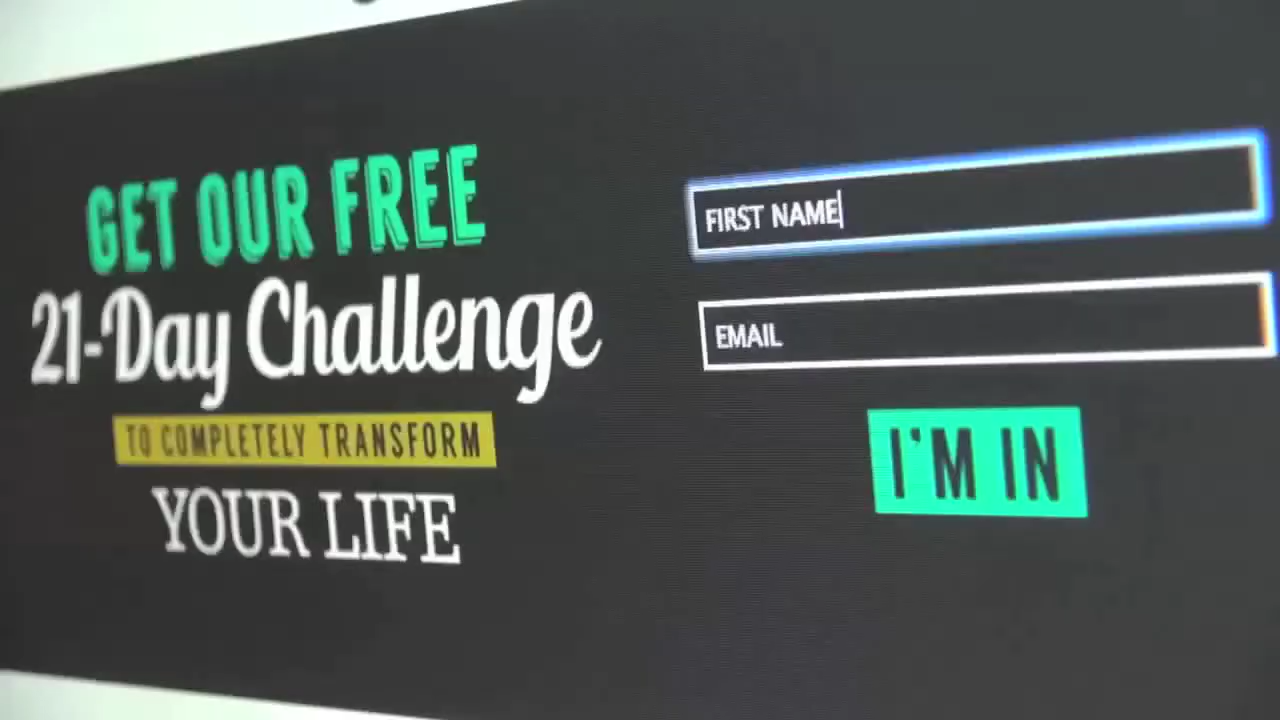 GET OUR FREE
21-Day Challenge
TO COMPLETELY TRANSFORM
YOUR LIFE
FIRST NAME
EMAIL
I'M IN